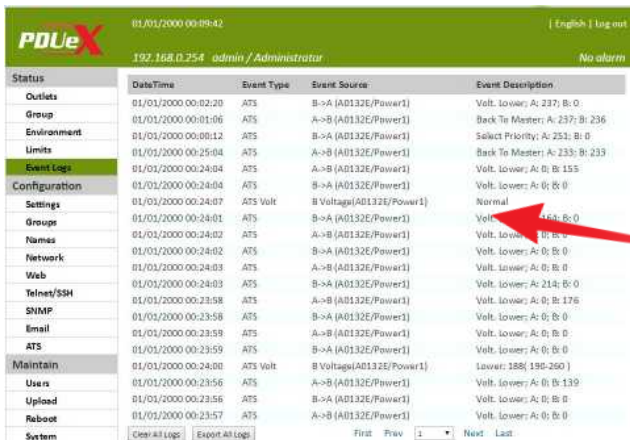 PDUeX
01/01/2000 00:09:42 | English | Log out
192.168.0.254 admin / Administrator No alarm
Status
Outlets
Group
Environment
Limits
Event Logs
Configuration
Settings
Groups
Names
Network
Web
Telnet/SSH
SNMP
Email
ATS
Maintain
Users
Upload
Reboot
System
DateTime Event Type Event Source Event Description
01/01/2000 00:02:20 ATS B->A (A0132E/Power1) Volt. Lower; A: 237; B: 0
01/01/2000 00:01:06 ATS A->B (A0132E/Power1) Back To Master; A: 237; B: 236
01/01/2000 00:00:12 ATS B->A (A0132E/Power1) Select Priority; A: 251; B: 0
01/01/2000 00:25:04 ATS A->B (A0132E/Power1) Back To Master; A: 233; B: 233
01/01/2000 00:24:04 ATS A->B (A0132E/Power1) Volt. Lower; A: 0; B: 155
01/01/2000 00:24:04 ATS B->A (A0132E/Power1) Volt. Lower; A: 0; B: 0
01/01/2000 00:24:07 ATS Volt B Voltage(A0132E/Power1) Normal
01/01/2000 00:24:01 ATS B->A (A0132E/Power1) Volt. 164; B: 0
01/01/2000 00:24:02 ATS A->B (A0132E/Power1) Volt. Lower; 0; B: 0
01/01/2000 00:24:02 ATS B->A (A0132E/Power1) Volt. Lower; A: 0; B: 0
01/01/2000 00:24:03 ATS A->B (A0132E/Power1) Volt. Lower; A: 0; B: 0
01/01/2000 00:24:03 ATS B->A (A0132E/Power1) Volt. Lower; A: 214; B: 0
01/01/2000 00:23:58 ATS A->B (A0132E/Power1) Volt. Lower; A: 0; B: 176
01/01/2000 00:23:58 ATS B->A (A0132E/Power1) Volt. Lower; A: 0; B: 0
01/01/2000 00:23:59 ATS A->B (A0132E/Power1) Volt. Lower; A: 0; B: 0
01/01/2000 00:23:59 ATS B->A (A0132E/Power1) Volt. Lower; A: 0; B: 0
01/01/2000 00:24:00 ATS Volt B Voltage(A0132E/Power1) Lower: 188( 190-260 )
01/01/2000 00:23:56 ATS A->B (A0132E/Power1) Volt. Lower; A: 0; B: 139
01/01/2000 00:23:56 ATS B->A (A0132E/Power1) Volt. Lower; A: 0; B: 0
01/01/2000 00:23:57 ATS A->B (A0132E/Power1) Volt. Lower; A: 0; B: 0
Clear All Logs Export All Logs First Prev 1 Next Last